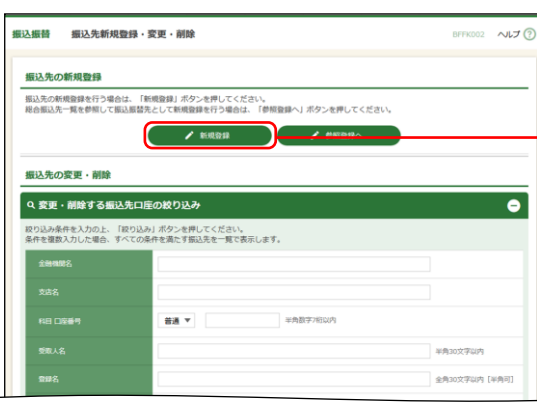 振込振替 振込先新規登録・変更・削除 BFFK002 ヘルプ ?
振込先の新規登録
振込先の新規登録を行う場合は、「新規登録」ボタンを押してください。
総合振込先一覧を参照して振込振替先として新規登録を行う場合は、「参照登録へ」ボタンを押してください。
新規登録 参照登録へ
振込先の変更・削除
変更・削除する振込先口座の絞り込み
絞り込み条件を入力の上、「絞り込み」ボタンを押してください。
条件を複数入力した場合、すべての条件を満たす振込先を一覧で表示します。
金融機関名
支店名
科目 口座番号 普通 ▼ 半角数字7桁以内
受取人名 半角30文字以内
登録名 全角30文字以内 [半角可]